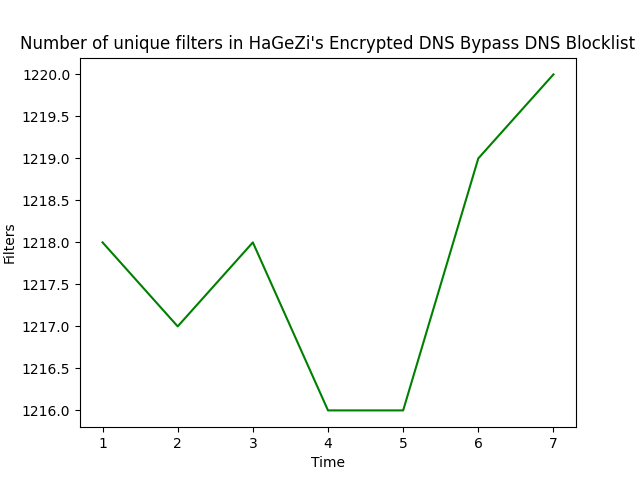 Number of unique filters in HaGeZi's Encrypted DNS Bypass DNS Blocklist
1220.0
1219.5
1219.0
1218.5
1218.0
1217.5
1217.0
1216.5
1216.0
Filters
1 2 3 4 5 6 7
Time